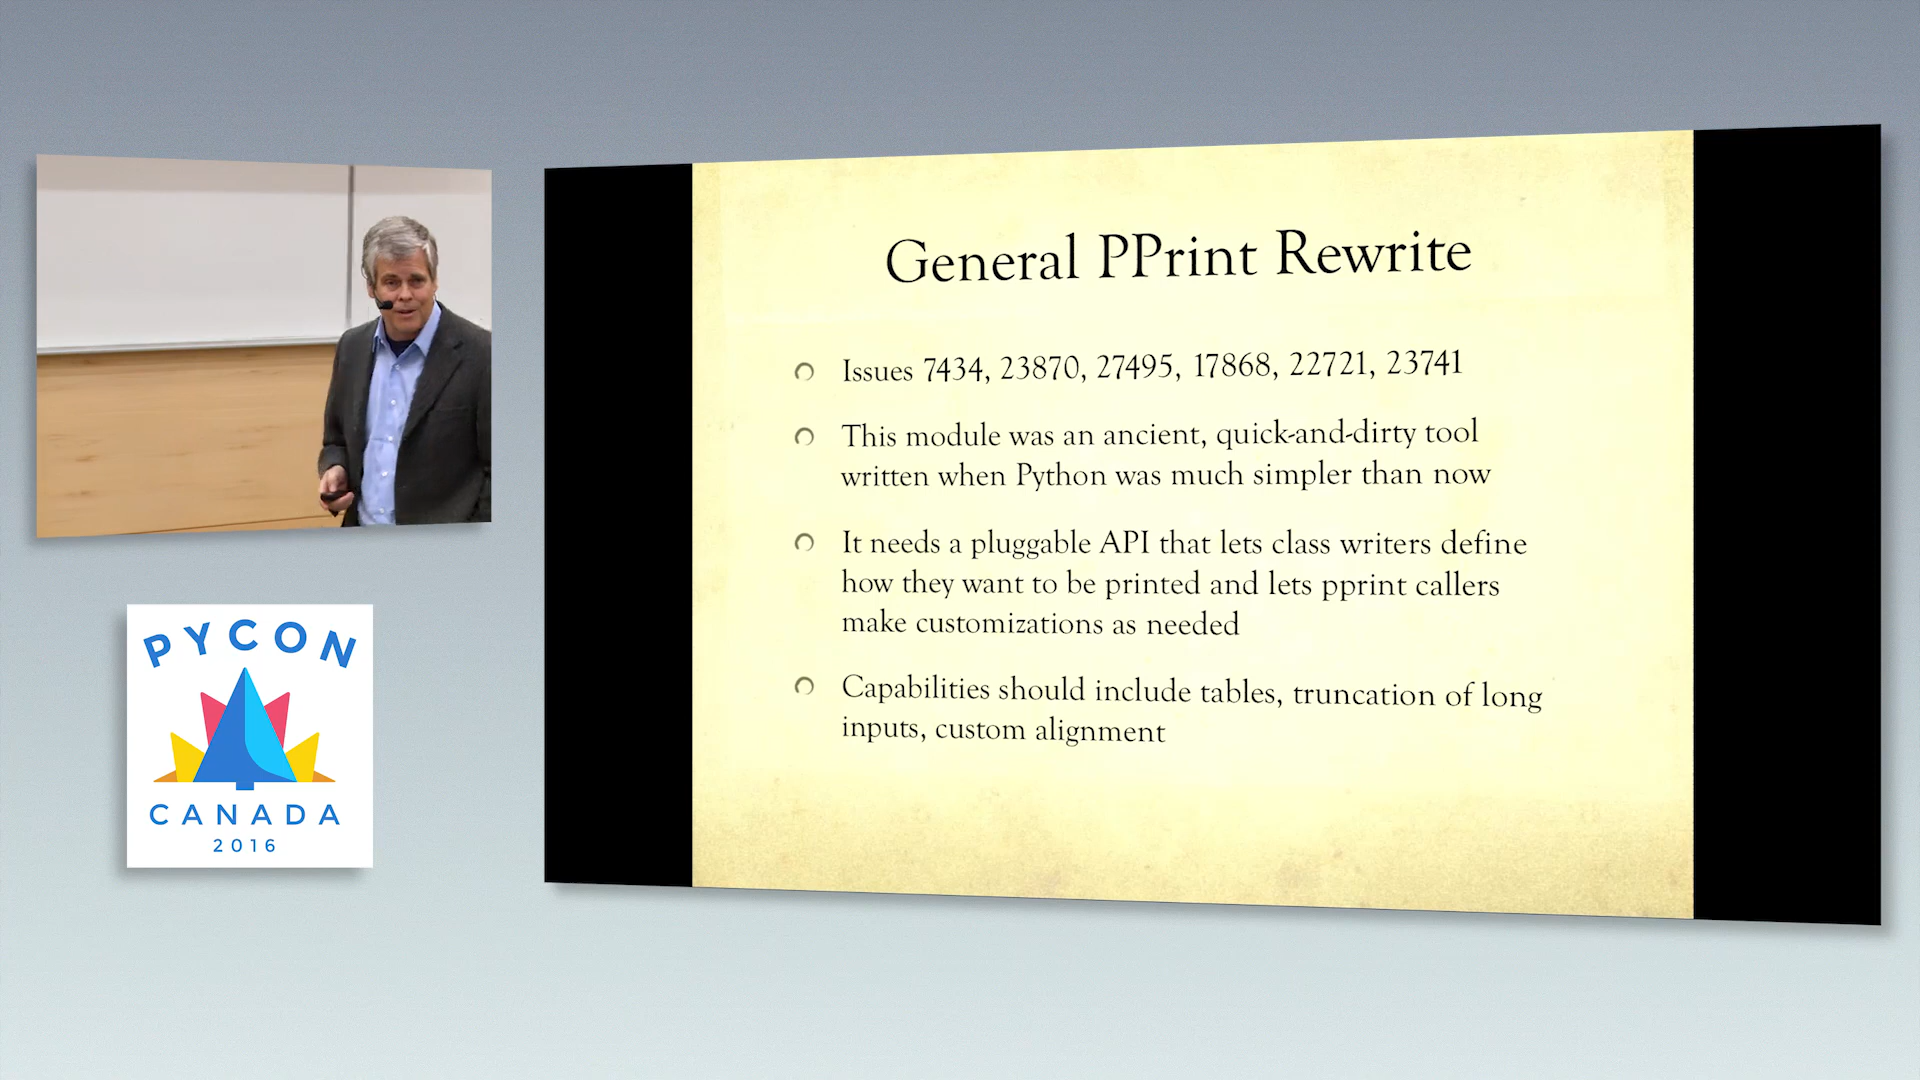 General PPrint Rewrite
Issues 7434, 23870, 27495, 17868, 22721, 23741
This module was an ancient, quick-and-dirty tool
written when Python was much simpler than now
It needs a pluggable API that lets class writers define
how they want to be printed and lets pprint callers
make customizations as needed
Capabilities should include tables, truncation of long
inputs, custom alignment
PYCON
CANADA
2016